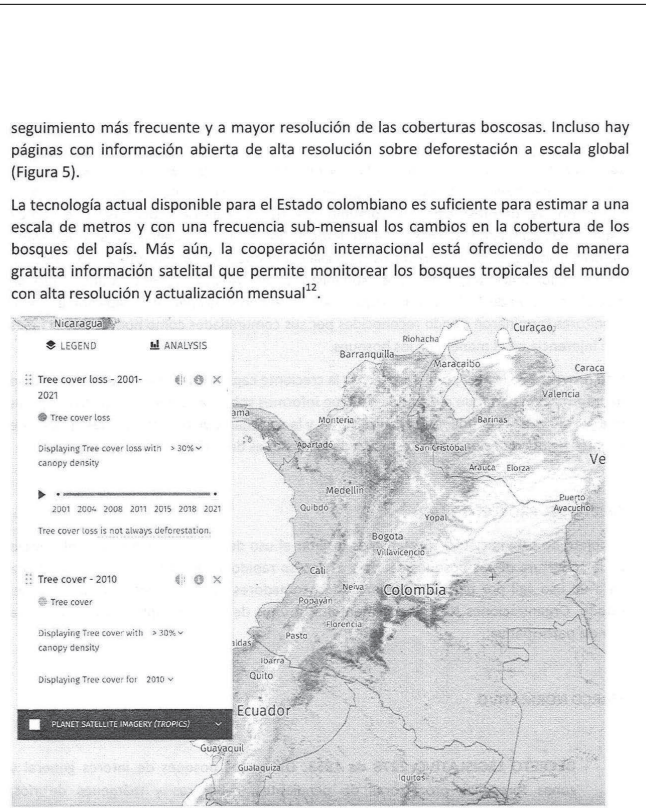 seguimiento más frecuente y a mayor resolución de las coberturas boscosas. Incluso hay
páginas con información abierta de alta resolución sobre deforestación a escala global
(Figura 5).
La tecnología actual disponible para el Estado colombiano es suficiente para estimar a una
escala de metros y con una frecuencia sub-mensual los cambios en la cobertura de los
bosques del país. Más aún, la cooperación internacional está ofreciendo de manera
gratuita información satelital que permite monitorear los bosques tropicales del mundo
con alta resolución y actualización mensual12.
Nicaragua
LEGEND
ANALYSIS
Tree cover loss - 2001-
2021
Tree cover loss
Displaying Tree cover loss with > 30%
canopy density
2001 2004 2008 2011 2015 2018 2021
Tree cover loss is not always deforestation.
Tree cover - 2010
Tree cover
Displaying Tree cover with > 30%
canopy density
Displaying Tree cover for 2010
PLANET SATELLITE IMAGERY (TROPICS)
Curaçao
Riohacha
Barranquilla
Maracaibo
Caraca
Valencia
ama
Montería
Barinas
Apartadó
San Cristóbal
Ve
Arauca
Elorza
Medellín
Puerto
Ayacucho
Quibdó
Yopal
Bogota
Villavicencio
Cali
Neiva
Colombia
Popayán
Florencia
Pasto
aldas
Ibarra
Quito
Ecuador
Guayaquil
Gualaquiza
Iquitos